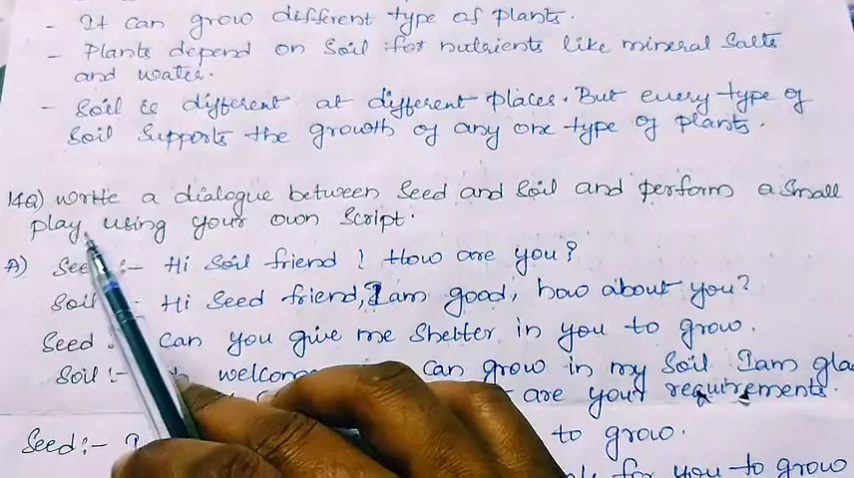 - It can grow different type of plants.
- Plants depend on Soil for nutrients like mineral Salts
and water.
- Soil is different at different places. But every type of
Soil Supports the growth of any one type of plants.
14Q) write a dialogue between Seed and Soil and perform a Small
play using your own Script.
A) See :- Hi Soil friend ! How are you?
Soil :- Hi Seed friend, I am good, how about you?
Seed : can you give me Shelter in you to grow.
Soil :- welcome can grow in my Soil I am gla
are your requirements.
Seed :- I to grow.
for you to grow